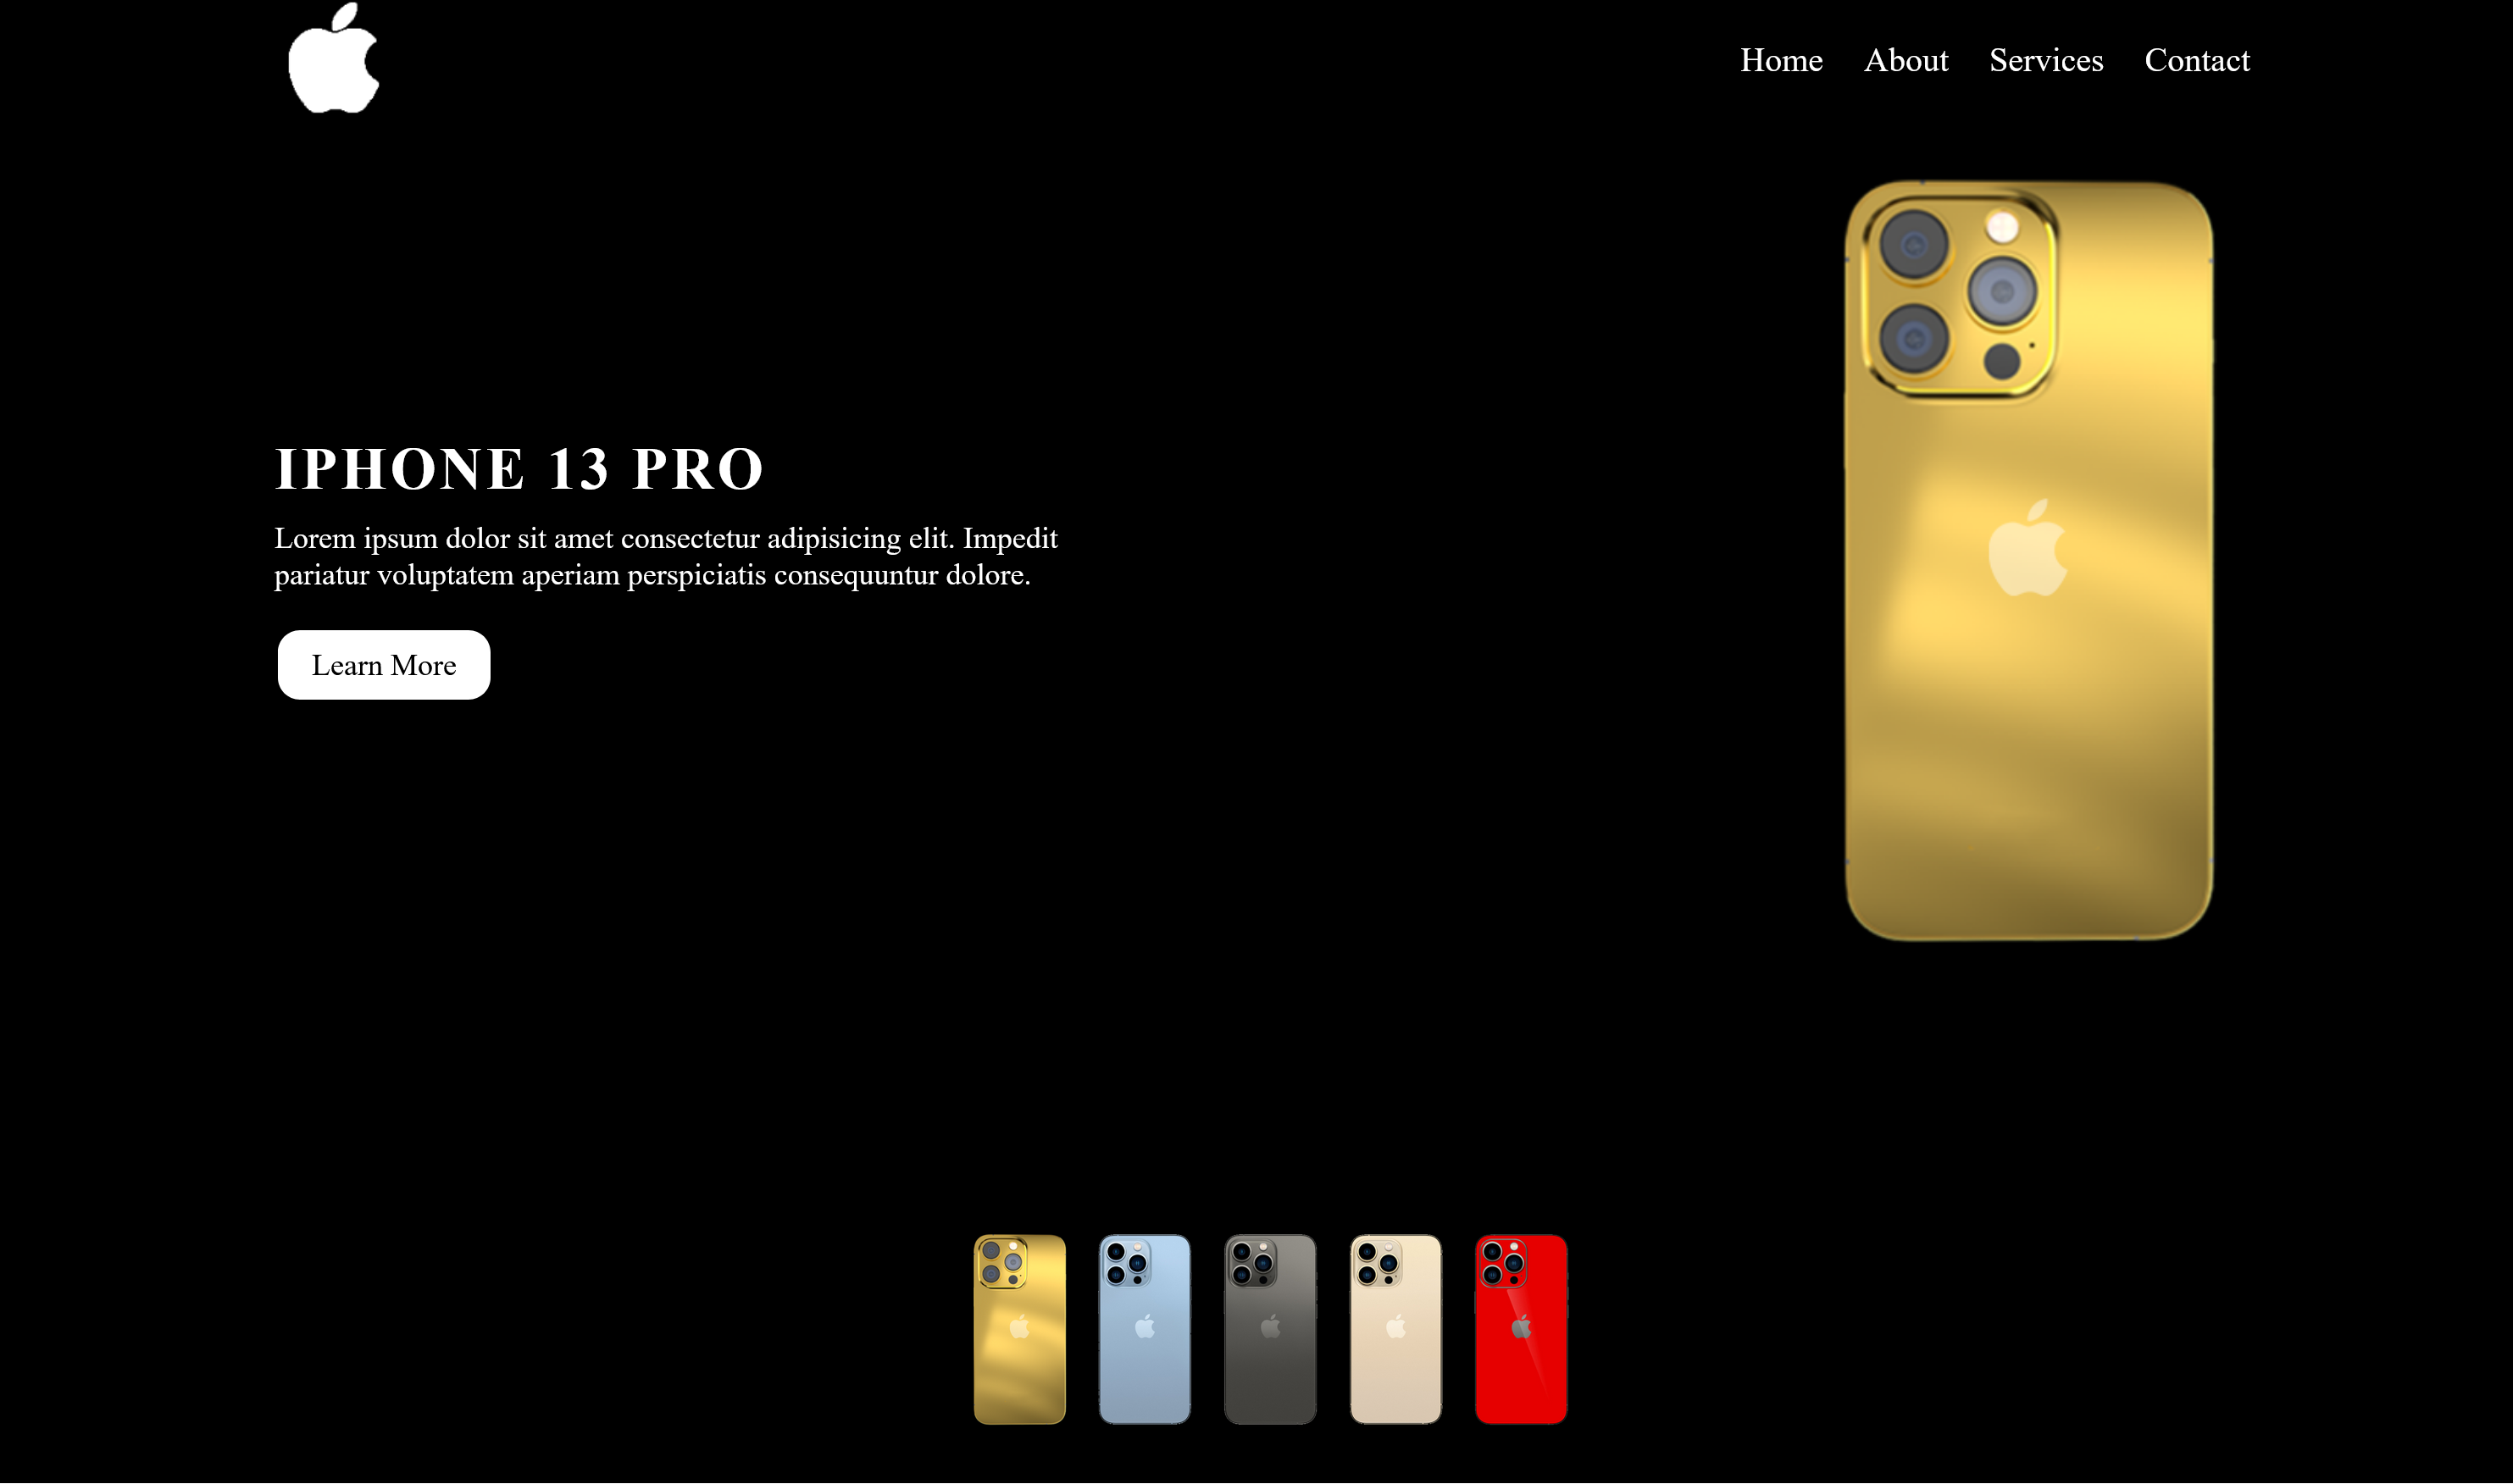 Home About Services Contact
IPHONE 13 PRO
Lorem ipsum dolor sit amet consectetur adipisicing elit. Impedit
pariatur voluptatem aperiam perspiciatis consequuntur dolore.
Learn More